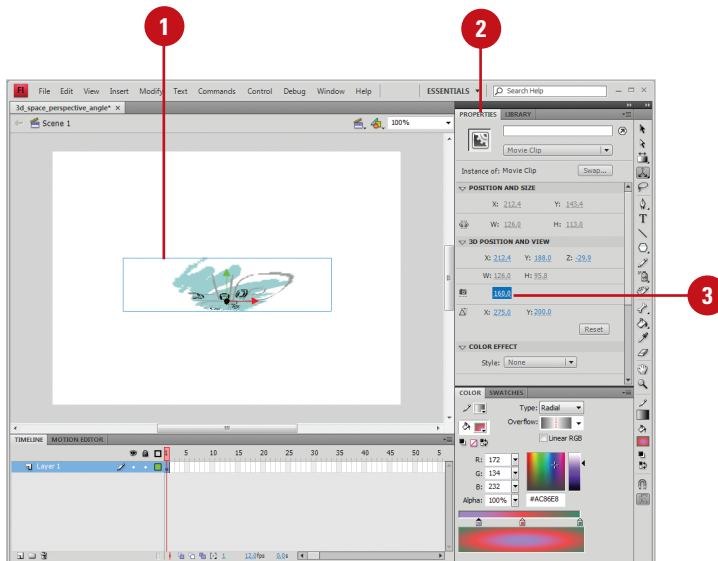 1
2
Fl File Edit View Insert Modify Text Commands Control Debug Window Help ESSENTIALS Search Help
3d_space_perspective_angle* ×
Scene 1 100%
PROPERTIES LIBRARY
Movie Clip
Instance of: Movie Clip Swap...
POSITION AND SIZE
X: 212.4 Y: 143.4
W: 126.0 H: 113.0
3D POSITION AND VIEW
X: 212.4 Y: 188.0 Z: -29.9
W: 126.0 H: 95.8
160.0
3
X: 275.0 Y: 200.0
Reset
COLOR EFFECT
Style: None
COLOR SWATCHES
Type: Radial
Overflow:
Linear RGB
R: 172
G: 134
B: 232
Alpha: 100% #AC86E8
TIMELINE MOTION EDITOR
1 5 10 15 20 25 30 35 40 45 50 5
Layer 1
1 12.0fps 0.0s
T